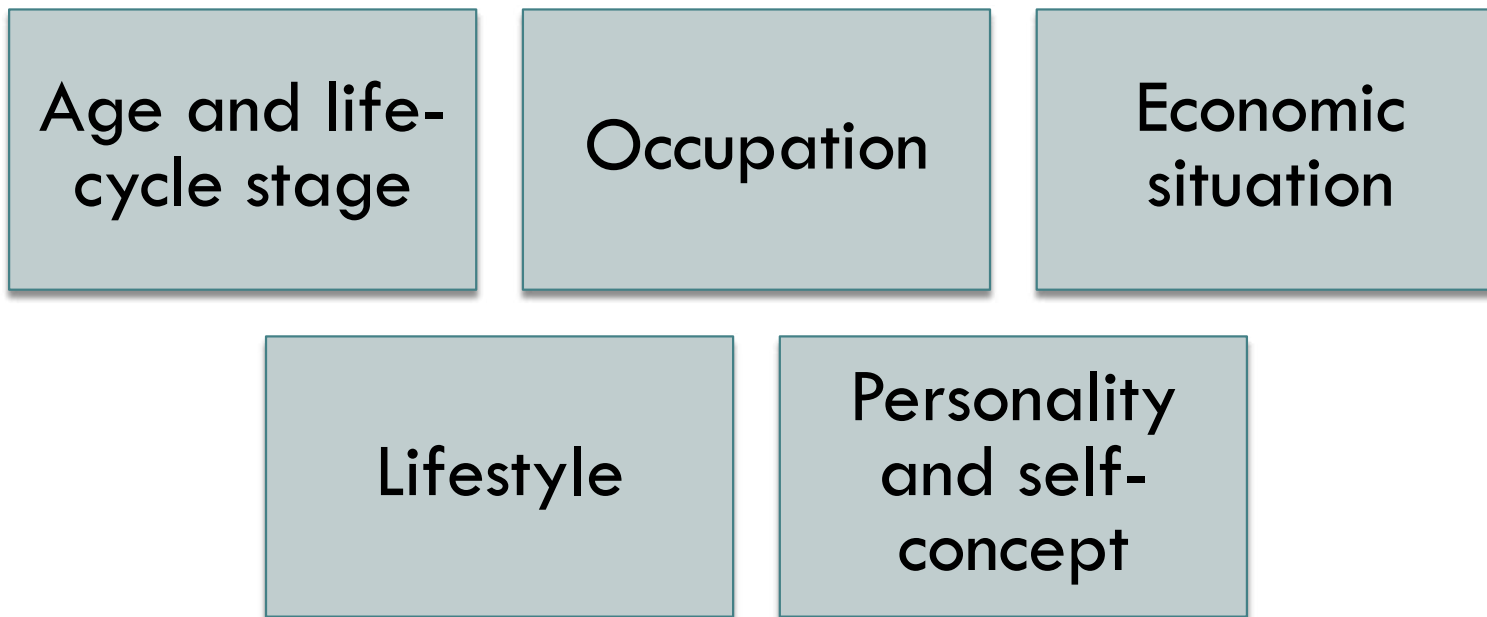 Age and life-
cycle stage
Occupation
Economic
situation
Lifestyle
Personality
and self-
concept